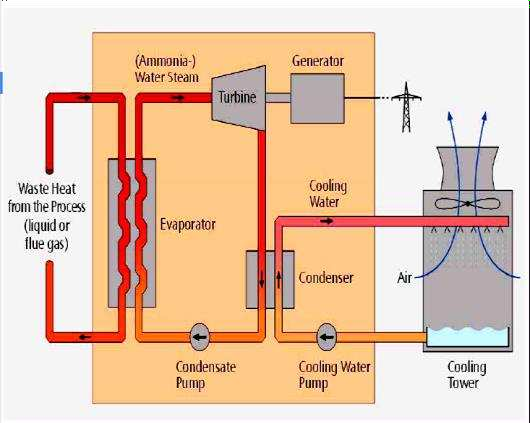 (Ammonia-)
Water Steam
Generator
Turbine
Waste Heat
from the Process
(liquid or
flue gas)
Evaporator
Cooling
Water
Condenser
Air
Condensate
Pump
Cooling Water
Pump
Cooling
Tower